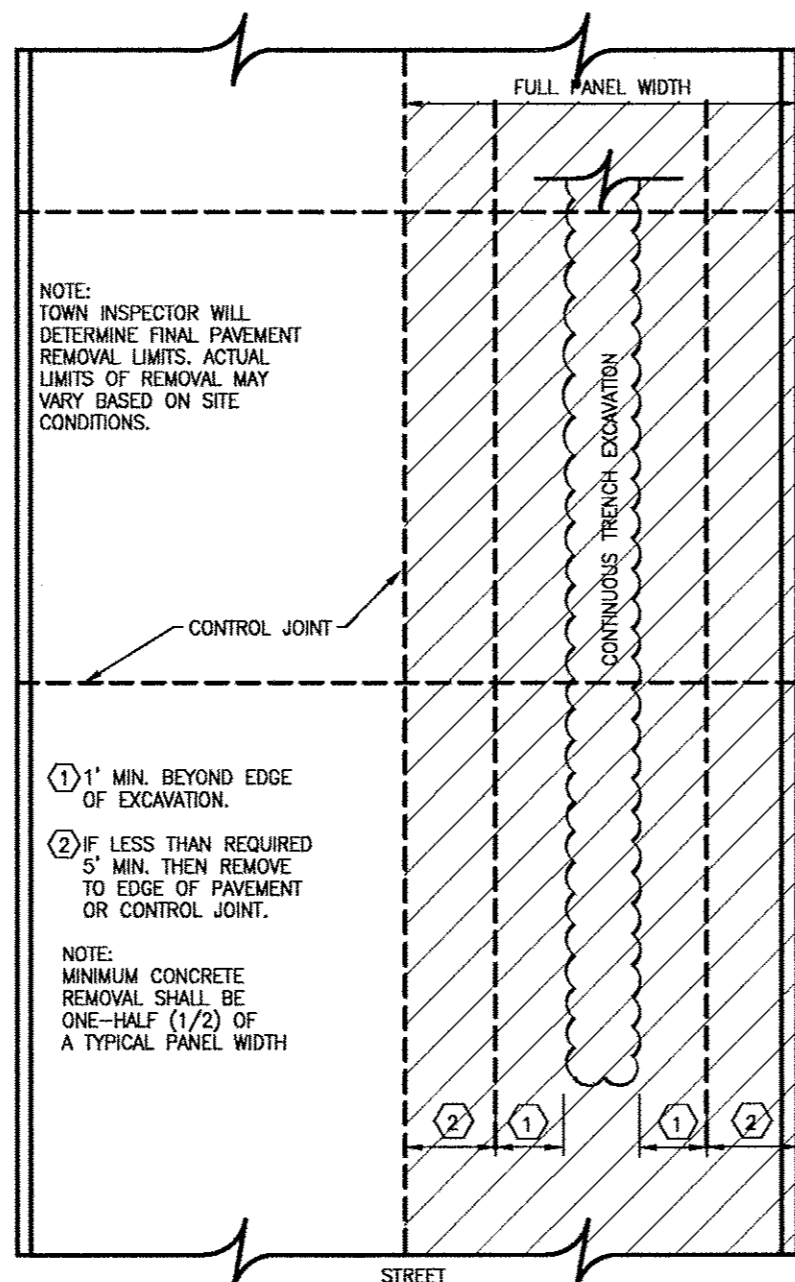 FULL PANEL WIDTH
NOTE:
TOWN INSPECTOR WILL
DETERMINE FINAL PAVEMENT
REMOVAL LIMITS. ACTUAL
LIMITS OF REMOVAL MAY
VARY BASED ON SITE
CONDITIONS.
CONTINUOUS TRENCH EXCAVATION
CONTROL JOINT
1 1' MIN. BEYOND EDGE
OF EXCAVATION.
2 IF LESS THAN REQUIRED
5' MIN. THEN REMOVE
TO EDGE OF PAVEMENT
OR CONTROL JOINT.
NOTE:
MINIMUM CONCRETE
REMOVAL SHALL BE
ONE-HALF (1/2) OF
A TYPICAL PANEL WIDTH
2 1 1 2
STREET